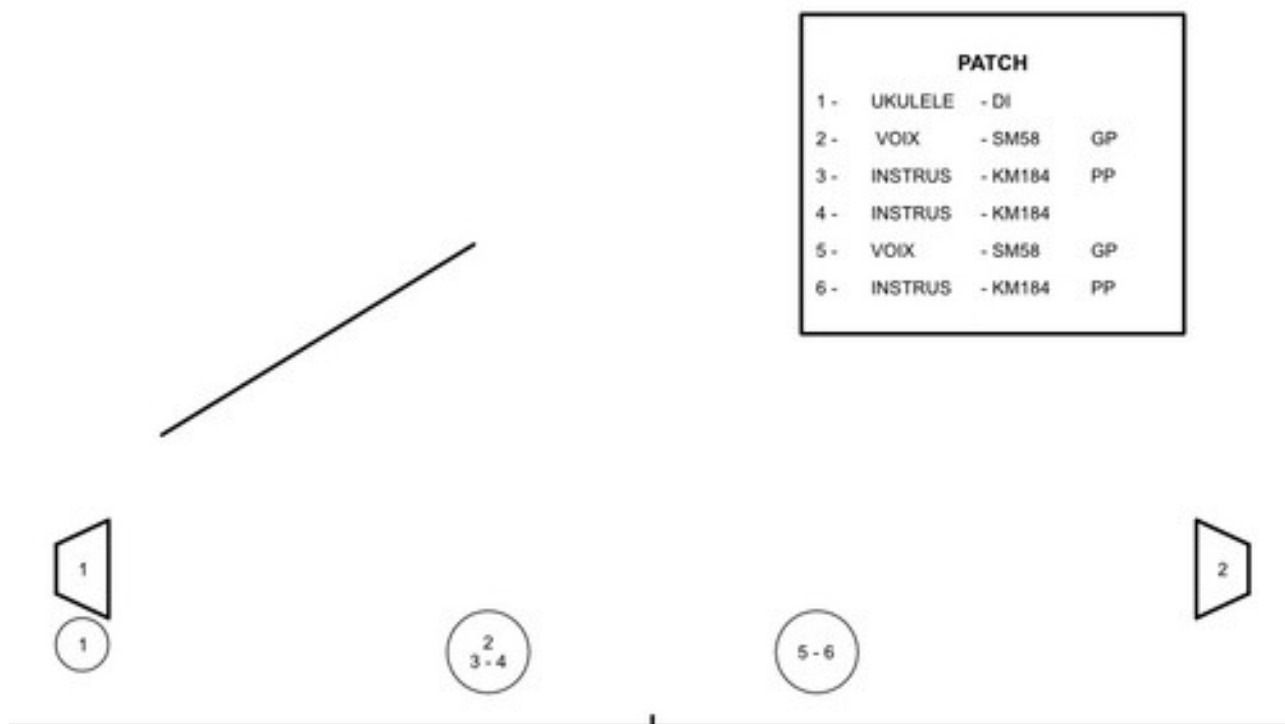 PATCH
1 - UKULELE - DI
2 - VOIX - SM58 GP
3 - INSTRUS - KM184 PP
4 - INSTRUS - KM184
5 - VOIX - SM58 GP
6 - INSTRUS - KM184 PP
1
2
1
2
3 - 4
5 - 6